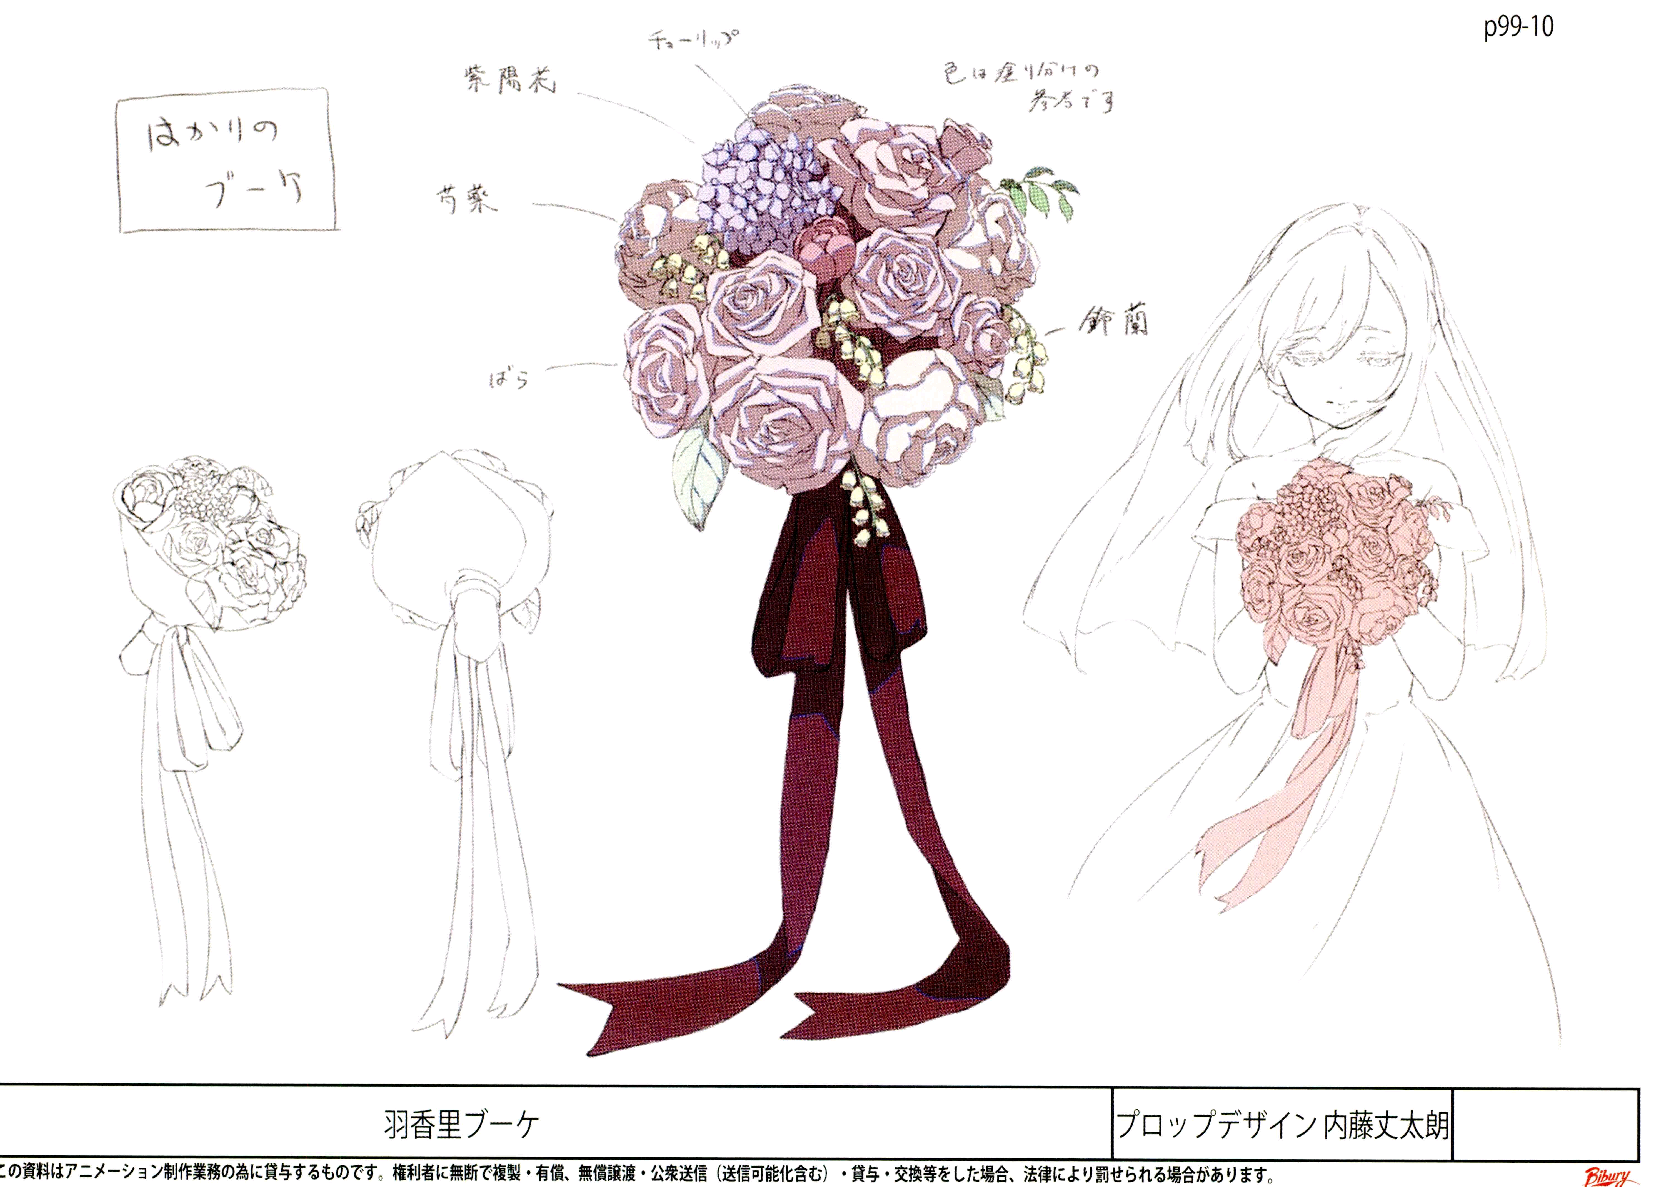 p99-10
チューリップ
紫陽花
色は塗り分けの
参考です
はかりの
ブーケ
芍薬
鈴蘭
ばら
羽香里ブーケ
プロップデザイン 内藤丈太朗
この資料はアニメーション制作業務の為に貸与するものです。権利者に無断で複製・有償、無償譲渡・公衆送信（送信可能化含む）・貸与・交換等をした場合、法律により罰せられる場合があります。
Bibury